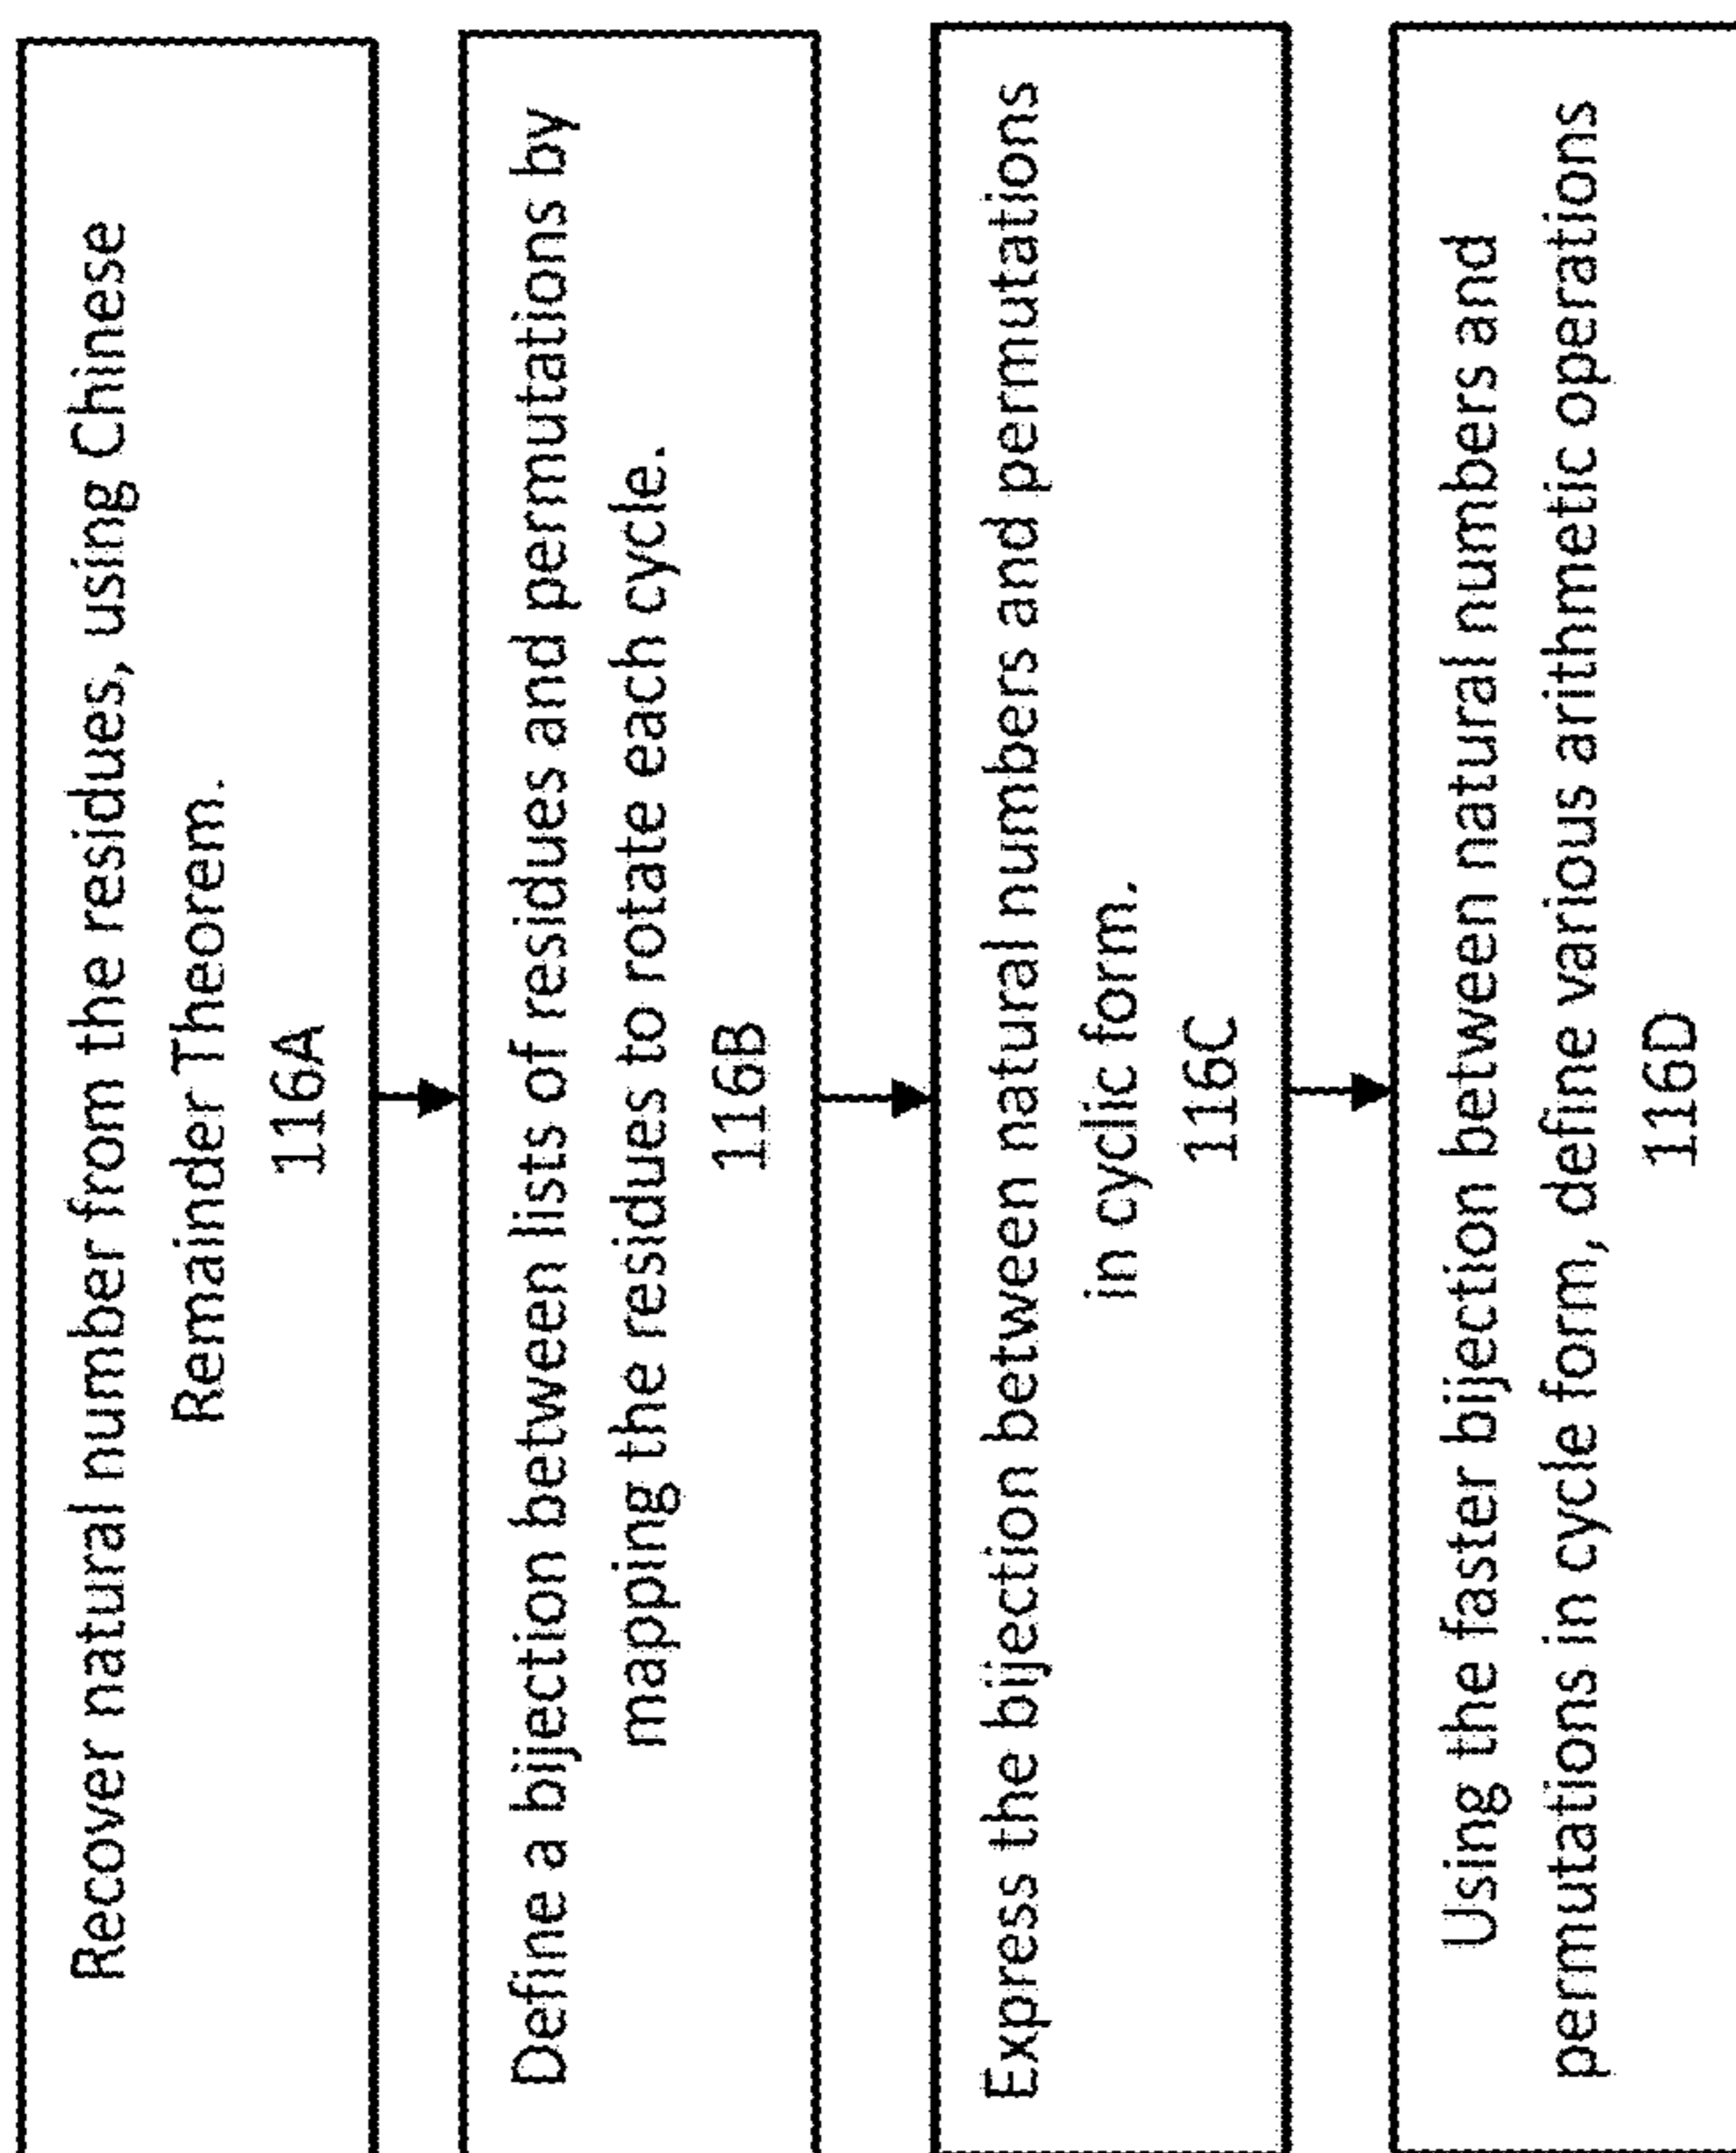 Recover natural number from the residues, using Chinese
Remainder Theorem.
116A
Define a bijection between lists of residues and permutations by
mapping the residues to rotate each cycle.
116B
Express the bijection between natural numbers and permutations
in cyclic form.
116C
Using the faster bijection between natural numbers and
permutations in cycle form, define various arithmetic operations
116D